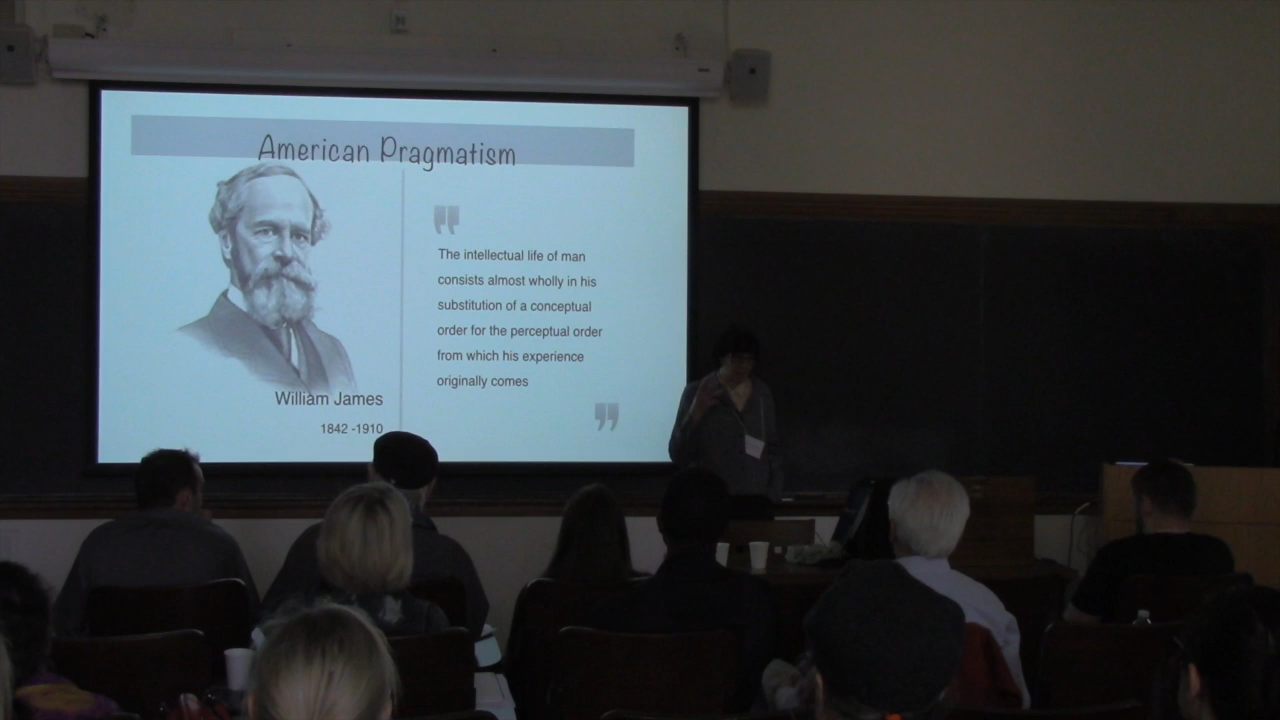 American Pragmatism
William James
1842 -1910
❞
The intellectual life of man
consists almost wholly in his
substitution of a conceptual
order for the perceptual order
from which his experience
originally comes
❞